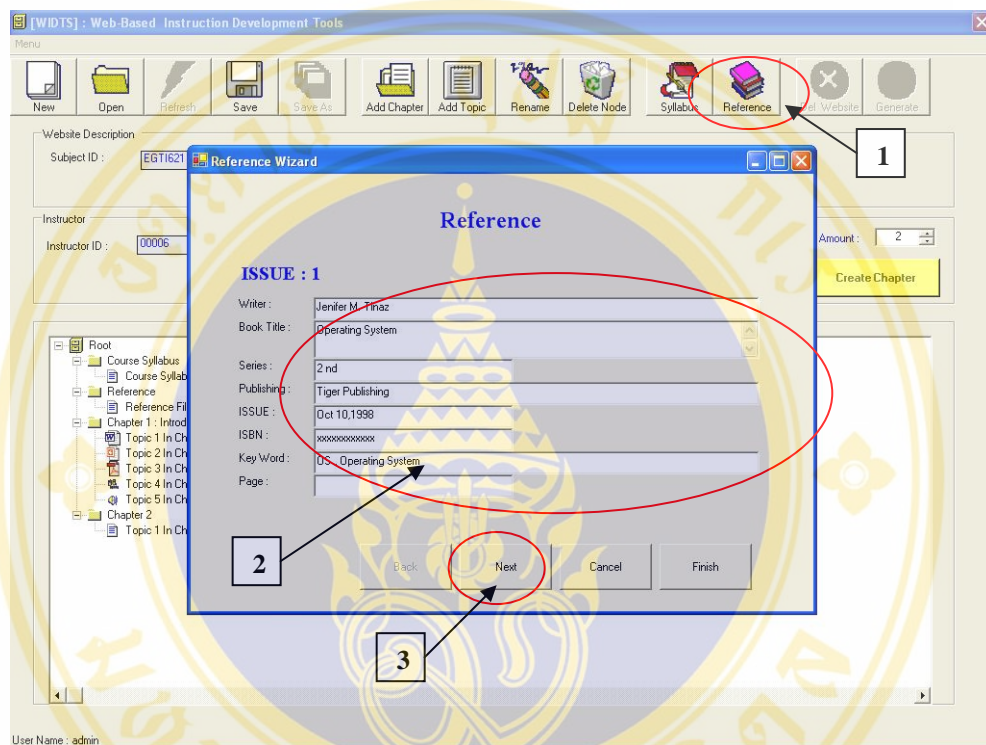 [WIDTS] : Web-Based Instruction Development Tools
Menu
New Open Refresh Save Save As Add Chapter Add Topic Rename Delete Node Syllabus Reference Del Website Generate
1
Website Description
Subject ID : EGTI621
Reference Wizard
Reference
Instructor
Instructor ID : 00006
Amount : 2
Create Chapter
ISSUE : 1
Writer : Jenifer M. Tinaz
Book Title : Operating System
Series : 2 nd
Publishing : Tiger Publishing
ISSUE : Oct 10,1998
ISBN : xxxxxxxxxxxx
Key Word : OS , Operating System
Page :
Root
Course Syllabus
Course Syllab
Reference
Reference Fil
Chapter 1 : Introd
Topic 1 In Ch
Topic 2 In Ch
Topic 3 In Ch
Topic 4 In Ch
Topic 5 In Ch
Chapter 2
Topic 1 In Ch
2
Back Next Cancel Finish
3
User Name : admin